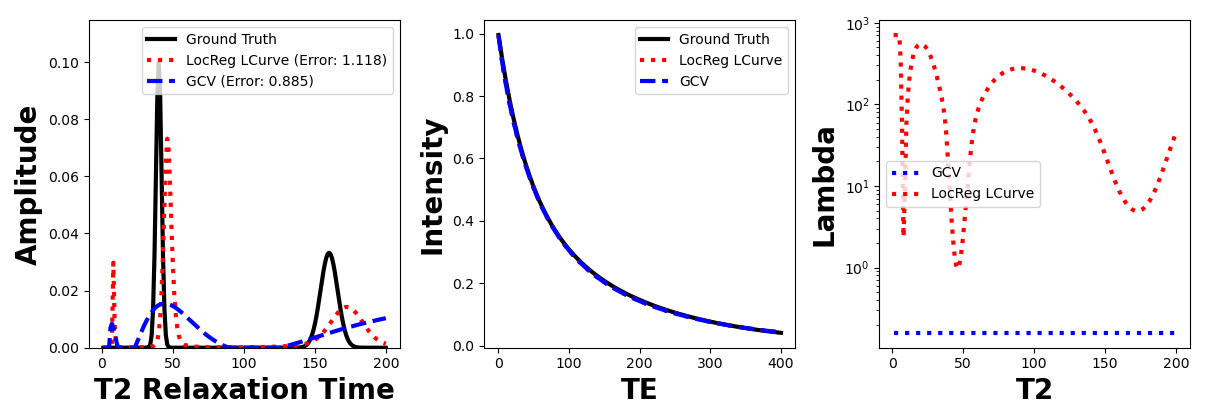 Amplitude
0.10
0.08
0.06
0.04
0.02
0.00
Ground Truth
LocReg LCurve (Error: 1.118)
GCV (Error: 0.885)
0 50 100 150 200
T2 Relaxation Time
Intensity
1.0
0.8
0.6
0.4
0.2
0.0
Ground Truth
LocReg LCurve
GCV
0 100 200 300 400
TE
Lambda
10³
10²
10¹
10⁰
GCV
LocReg LCurve
0 50 100 150 200
T2